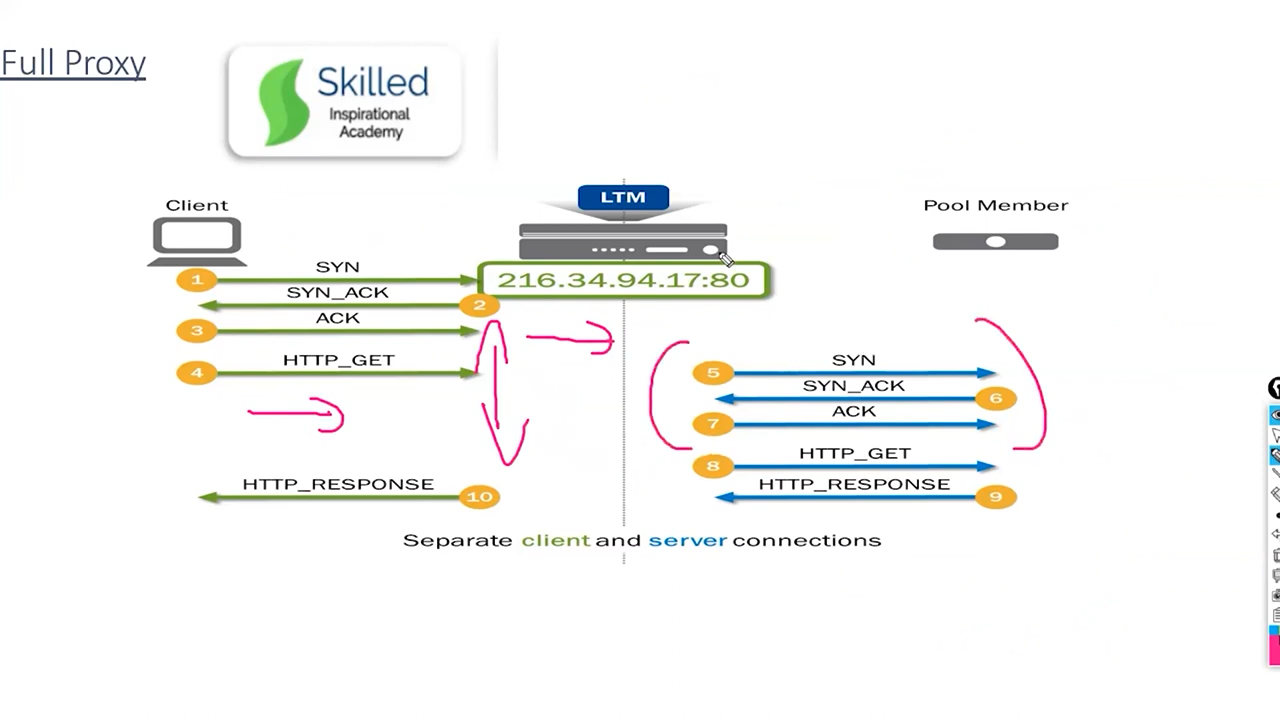 Full Proxy
Skilled
Inspirational
Academy
LTM
Client
Pool Member
1 SYN
216.34.94.17:80
SYN_ACK 2
3 ACK
4 HTTP_GET
5 SYN
SYN_ACK 6
7 ACK
8 HTTP_GET
HTTP_RESPONSE 10
HTTP_RESPONSE 9
Separate client and server connections